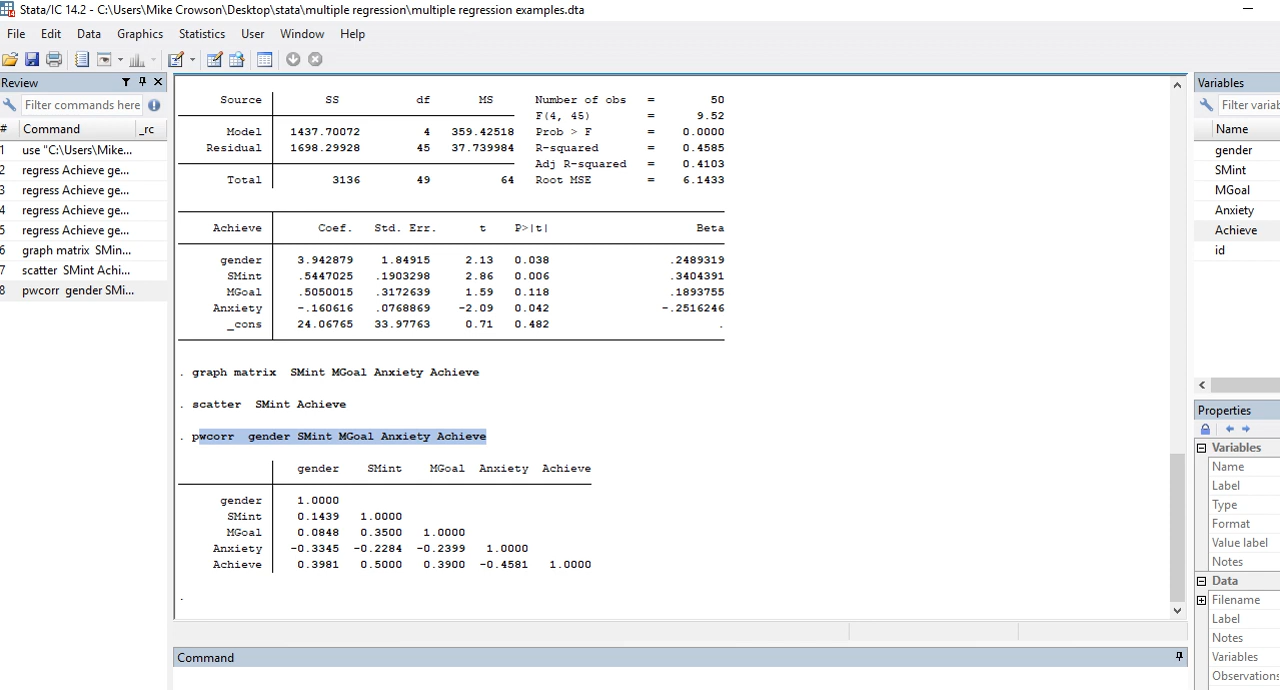 Stata/IC 14.2 - C:\Users\Mike Crowson\Desktop\stata\multiple regression\multiple regression examples.dta
File Edit Data Graphics Statistics User Window Help
Review
Filter commands here
# Command _rc
1 use "C:\Users\Mike...
2 regress Achieve ge...
3 regress Achieve ge...
4 regress Achieve ge...
5 regress Achieve ge...
6 graph matrix SMin...
7 scatter SMint Achi...
8 pwcorr gender SMi...
Source SS df MS Number of obs = 50
F(4, 45) = 9.52
Model 1437.70072 4 359.42518 Prob > F = 0.0000
Residual 1698.29928 45 37.739984 R-squared = 0.4585
Adj R-squared = 0.4103
Total 3136 49 64 Root MSE = 6.1433
Achieve Coef. Std. Err. t P>|t| Beta
gender 3.942879 1.84915 2.13 0.038 .2489319
SMint .5447025 .1903298 2.86 0.006 .3404391
MGoal .5050015 .3172639 1.59 0.118 .1893755
Anxiety -.160616 .0768869 -2.09 0.042 -.2516246
_cons 24.06765 33.97763 0.71 0.482 .
. graph matrix SMint MGoal Anxiety Achieve
. scatter SMint Achieve
. pwcorr gender SMint MGoal Anxiety Achieve
gender SMint MGoal Anxiety Achieve
gender 1.0000
SMint 0.1439 1.0000
MGoal 0.0848 0.3500 1.0000
Anxiety -0.3345 -0.2284 -0.2399 1.0000
Achieve 0.3981 0.5000 0.3900 -0.4581 1.0000
.
Command
Variables
Filter variab
Name
gender
SMint
MGoal
Anxiety
Achieve
id
Properties
Variables
Name
Label
Type
Format
Value label
Notes
Data
Filename
Label
Notes
Variables
Observations